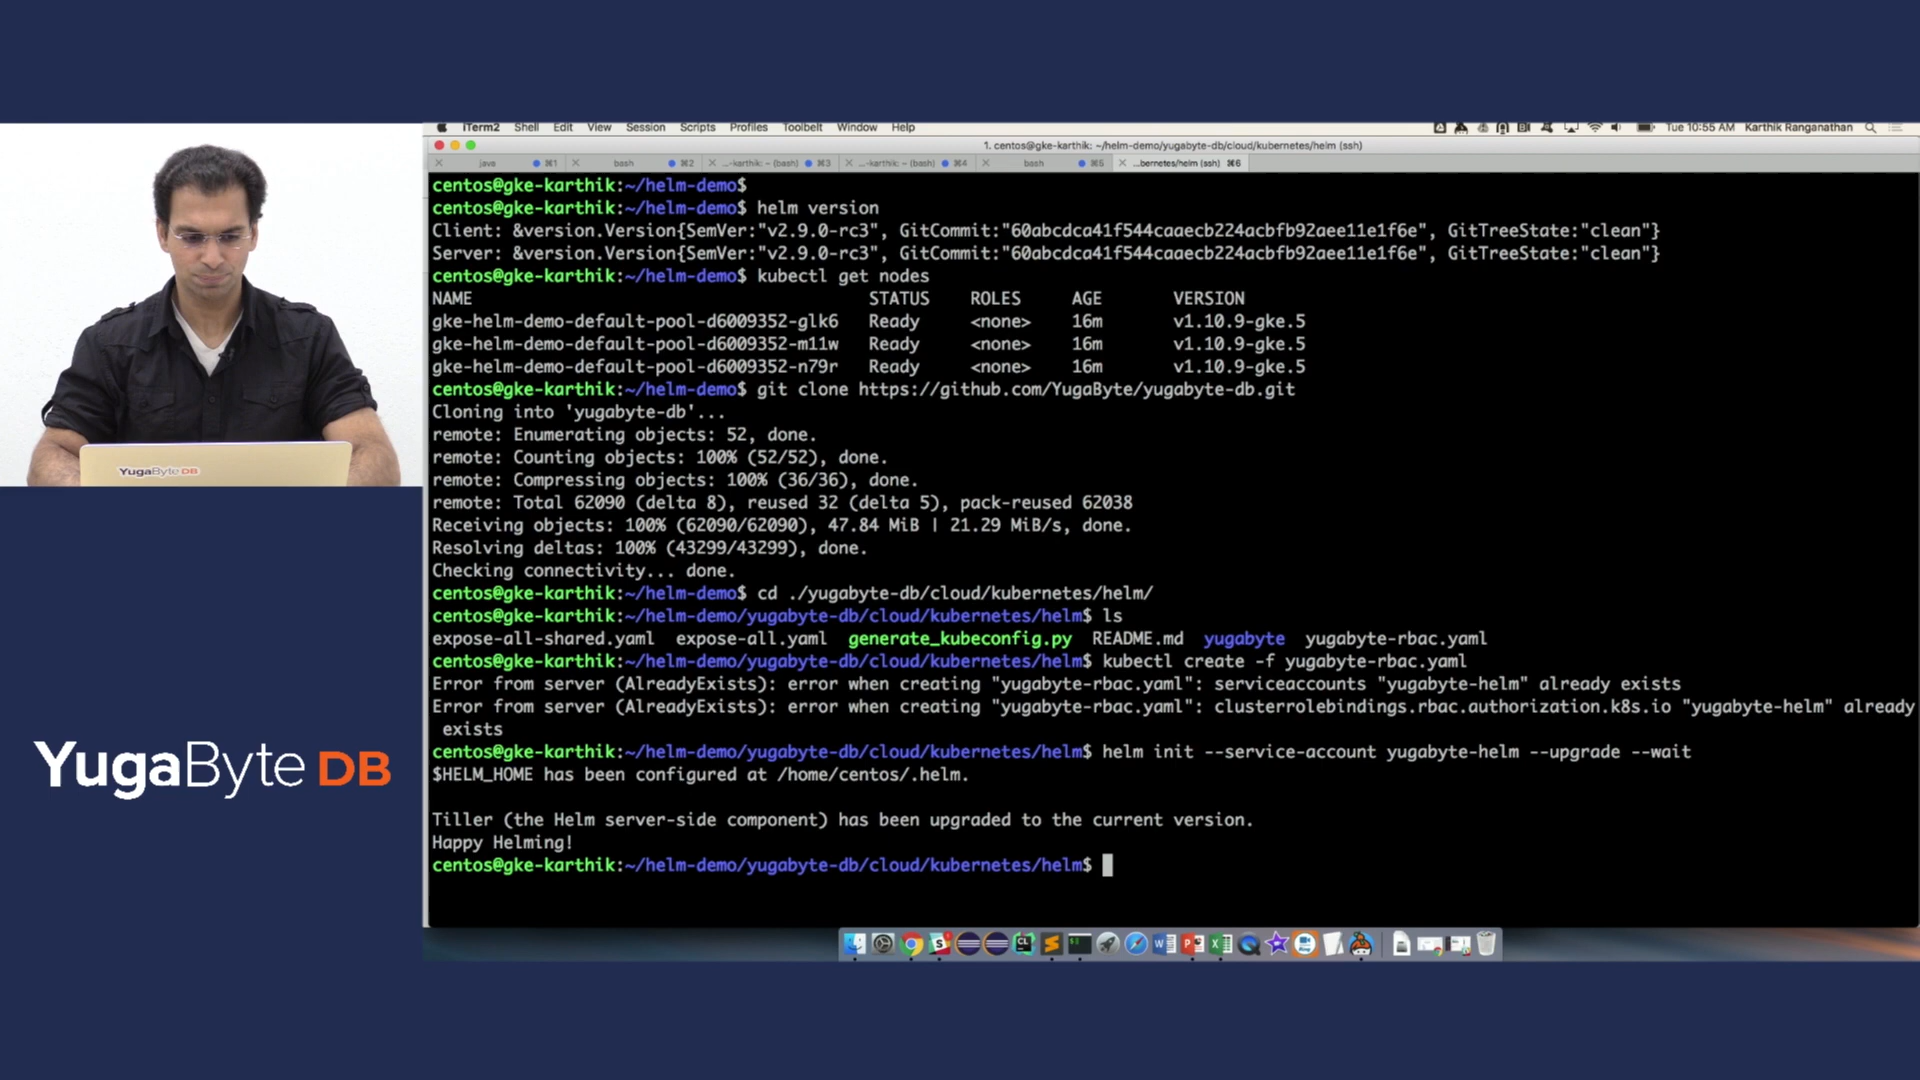 iTerm2 Shell Edit View Session Scripts Profiles Toolbelt Window Help Tue 10:55 AM Karthik Ranganathan
1. centos@gke-karthik: ~/helm-demo/yugabyte-db/cloud/kubernetes/helm (ssh)
java ⌘1 bash ⌘2 ...-karthik: ~ (bash) ⌘3 ...-karthik: ~ (bash) ⌘4 bash ⌘5 ...bernetes/helm (ssh) ⌘6
centos@gke-karthik:~/helm-demo$
centos@gke-karthik:~/helm-demo$ helm version
Client: &version.Version{SemVer:"v2.9.0-rc3", GitCommit:"60abcdca41f544caaecb224acbfb92aee11e1f6e", GitTreeState:"clean"}
Server: &version.Version{SemVer:"v2.9.0-rc3", GitCommit:"60abcdca41f544caaecb224acbfb92aee11e1f6e", GitTreeState:"clean"}
centos@gke-karthik:~/helm-demo$ kubectl get nodes
NAME STATUS ROLES AGE VERSION
gke-helm-demo-default-pool-d6009352-glk6 Ready <none> 16m v1.10.9-gke.5
gke-helm-demo-default-pool-d6009352-m11w Ready <none> 16m v1.10.9-gke.5
gke-helm-demo-default-pool-d6009352-n79r Ready <none> 16m v1.10.9-gke.5
centos@gke-karthik:~/helm-demo$ git clone https://github.com/YugaByte/yugabyte-db.git
Cloning into 'yugabyte-db'...
remote: Enumerating objects: 52, done.
remote: Counting objects: 100% (52/52), done.
remote: Compressing objects: 100% (36/36), done.
remote: Total 62090 (delta 8), reused 32 (delta 5), pack-reused 62038
Receiving objects: 100% (62090/62090), 47.84 MiB | 21.29 MiB/s, done.
Resolving deltas: 100% (43299/43299), done.
Checking connectivity... done.
centos@gke-karthik:~/helm-demo$ cd ./yugabyte-db/cloud/kubernetes/helm/
centos@gke-karthik:~/helm-demo/yugabyte-db/cloud/kubernetes/helm$ ls
expose-all-shared.yaml expose-all.yaml generate_kubeconfig.py README.md yugabyte yugabyte-rbac.yaml
centos@gke-karthik:~/helm-demo/yugabyte-db/cloud/kubernetes/helm$ kubectl create -f yugabyte-rbac.yaml
Error from server (AlreadyExists): error when creating "yugabyte-rbac.yaml": serviceaccounts "yugabyte-helm" already exists
Error from server (AlreadyExists): error when creating "yugabyte-rbac.yaml": clusterrolebindings.rbac.authorization.k8s.io "yugabyte-helm" already
exists
centos@gke-karthik:~/helm-demo/yugabyte-db/cloud/kubernetes/helm$ helm init --service-account yugabyte-helm --upgrade --wait
$HELM_HOME has been configured at /home/centos/.helm.
Tiller (the Helm server-side component) has been upgraded to the current version.
Happy Helming!
centos@gke-karthik:~/helm-demo/yugabyte-db/cloud/kubernetes/helm$
YugaByte DB
YugaByte DB